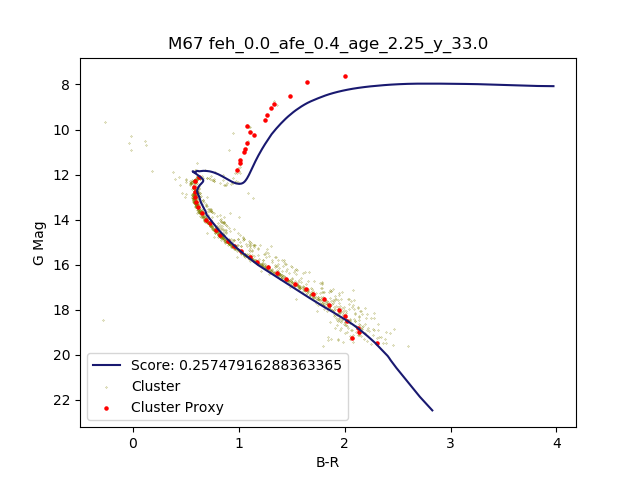 M67 feh_0.0_afe_0.4_age_2.25_y_33.0
8
10
12
14
16
18
20
22
G Mag
Score: 0.25747916288363365
Cluster
Cluster Proxy
0 1 2 3 4
B-R